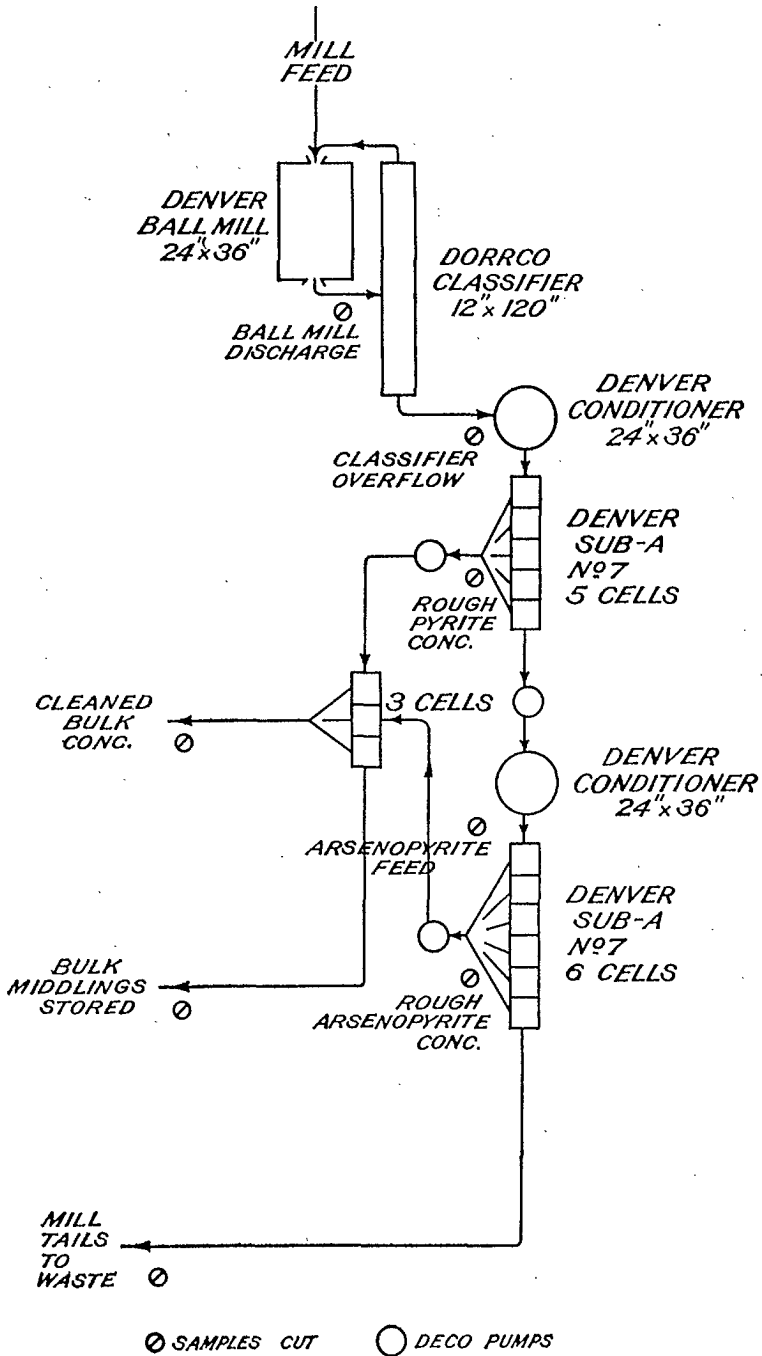 MILL
FEED
DENVER
BALL MILL
24"x36"
DORRCO
CLASSIFIER
12"x 120"
BALL MILL
DISCHARGE
DENVER
CONDITIONER
24"x36"
CLASSIFIER
OVERFLOW
DENVER
SUB-A
Nº7
5 CELLS
ROUGH
PYRITE
CONC.
3 CELLS
CLEANED
BULK
CONC.
DENVER
CONDITIONER
24"x36"
ARSENOPYRITE
FEED
DENVER
SUB-A
Nº7
6 CELLS
BULK
MIDDLINGS
STORED
ROUGH
ARSENOPYRITE
CONC.
MILL
TAILS
TO
WASTE
SAMPLES CUT
DECO PUMPS